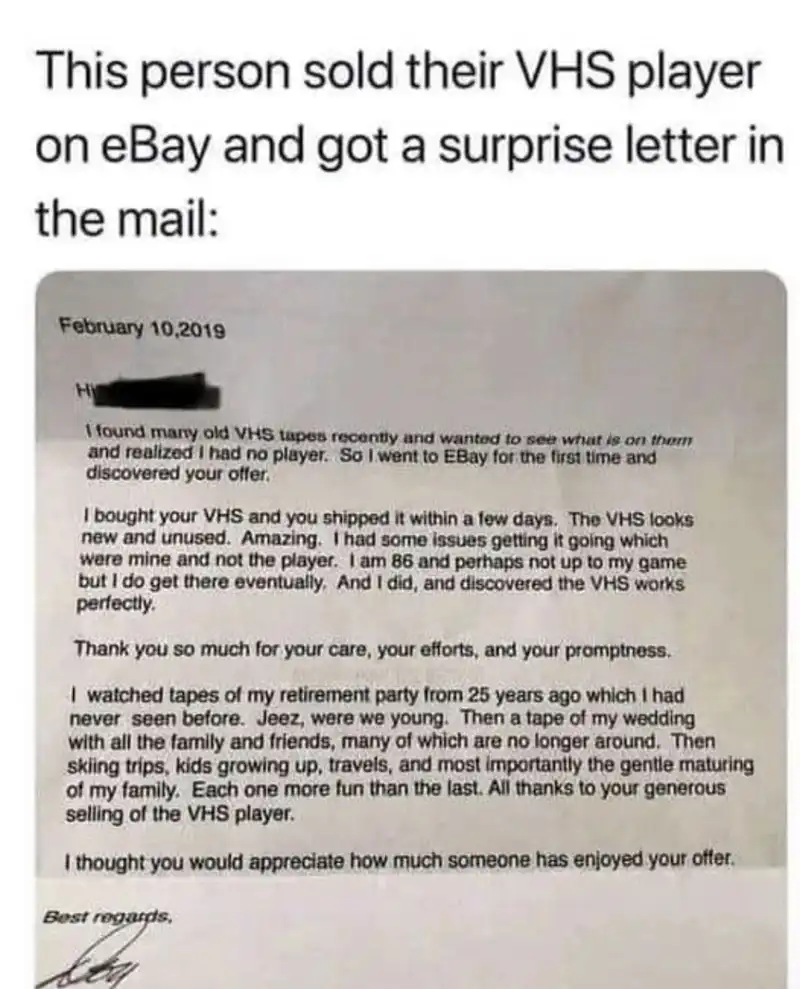 This person sold their VHS player
on eBay and got a surprise letter in
the mail:
February 10,2019
Hi
I found many old VHS tapes recently and wanted to see what is on them
and realized I had no player. So I went to EBay for the first time and
discovered your offer.
I bought your VHS and you shipped it within a few days. The VHS looks
new and unused. Amazing. I had some issues getting it going which
were mine and not the player. I am 86 and perhaps not up to my game
but I do get there eventually. And I did, and discovered the VHS works
perfectly.
Thank you so much for your care, your efforts, and your promptness.
I watched tapes of my retirement party from 25 years ago which I had
never seen before. Jeez, were we young. Then a tape of my wedding
with all the family and friends, many of which are no longer around. Then
skiing trips, kids growing up, travels, and most importantly the gentle maturing
of my family. Each one more fun than the last. All thanks to your generous
selling of the VHS player.
I thought you would appreciate how much someone has enjoyed your offer.
Best regards,